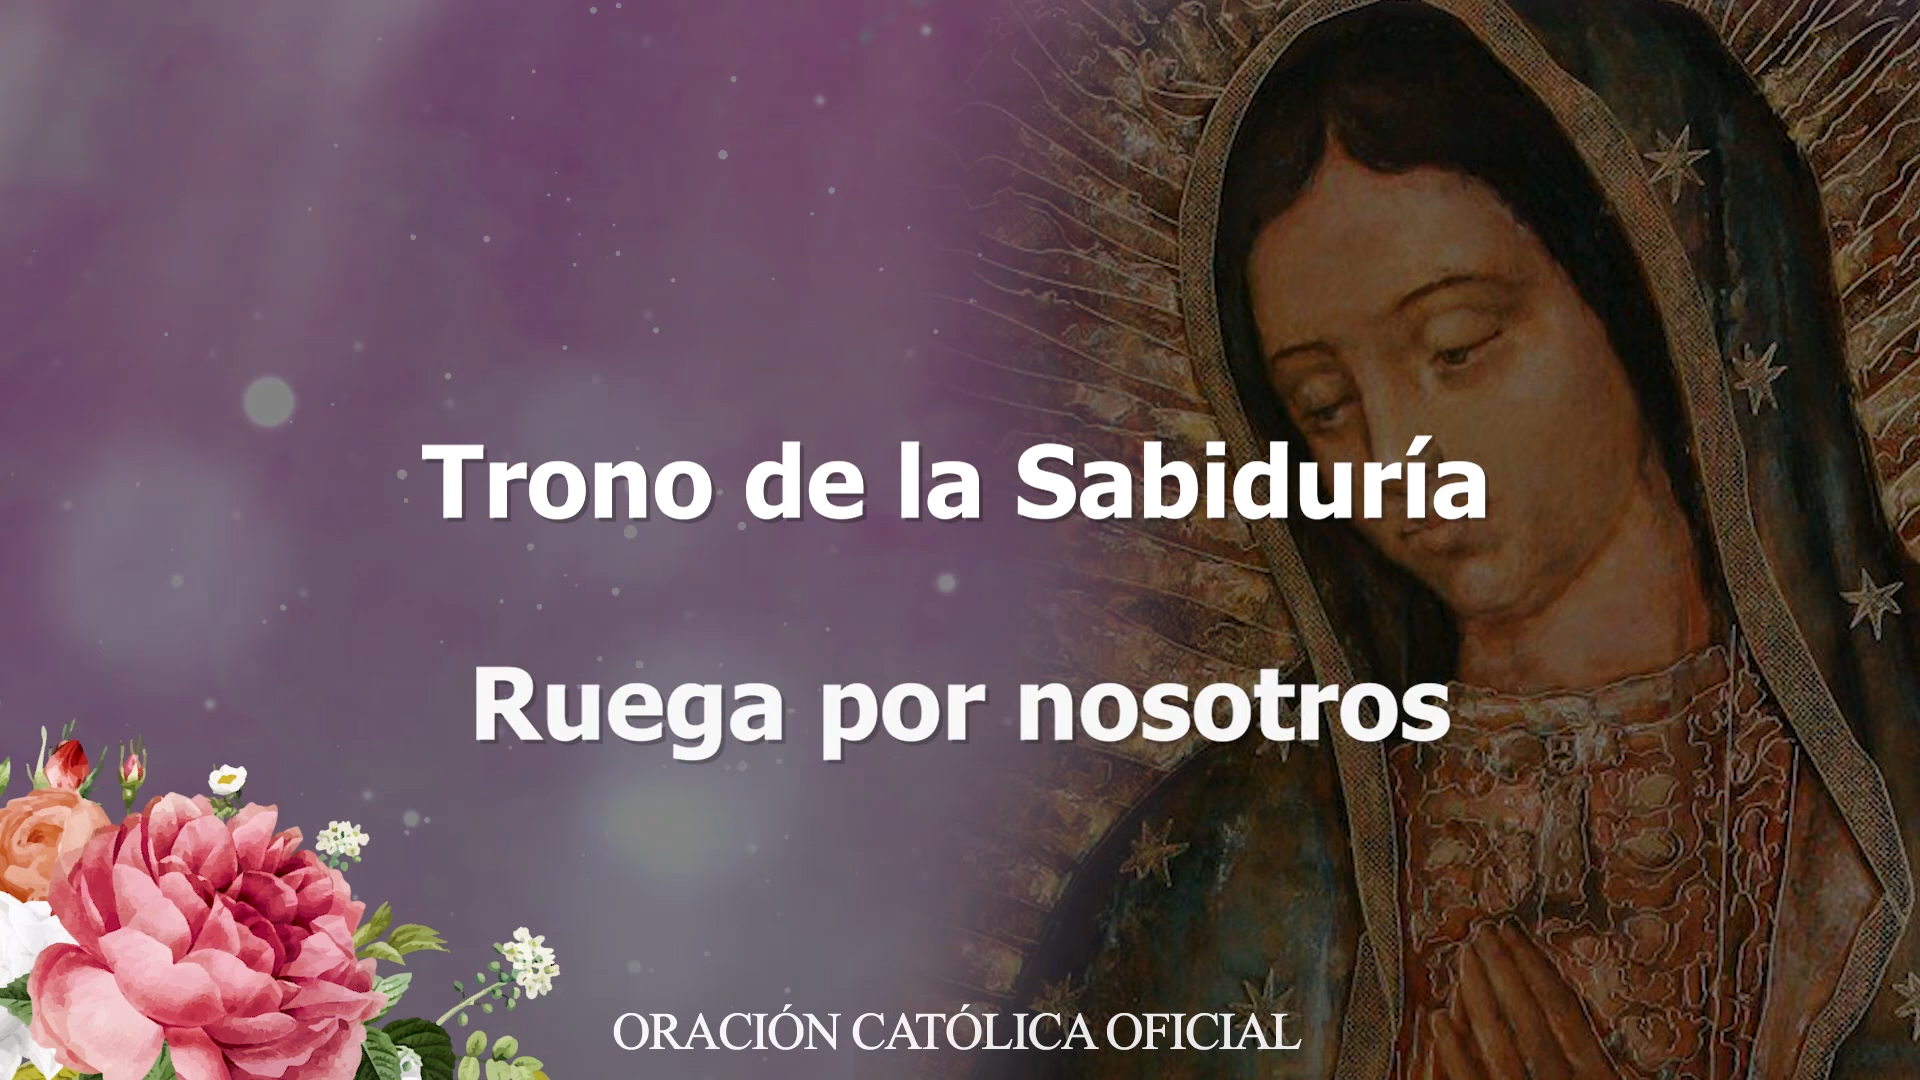 Trono de la Sabiduría
Ruega por nosotros
ORACIÓN CATÓLICA OFICIAL